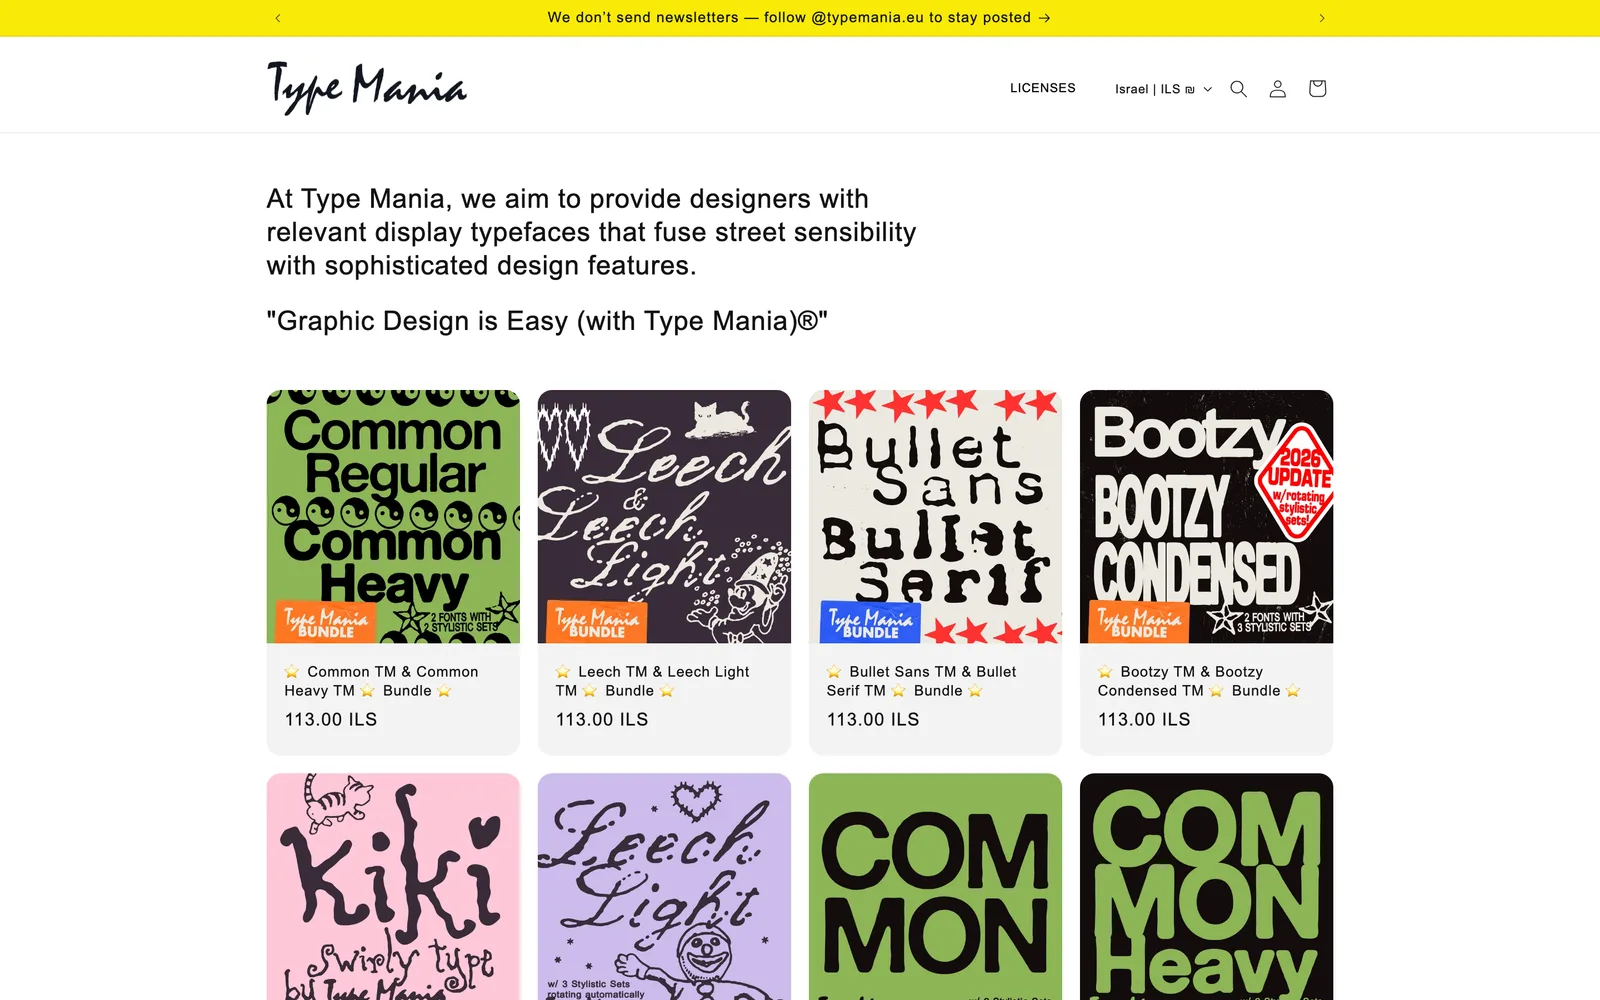 We don't send newsletters — follow @typemania.eu to stay posted →
Type Mania
LICENSES
Israel | ILS ₪
At Type Mania, we aim to provide designers with
relevant display typefaces that fuse street sensibility
with sophisticated design features.
"Graphic Design is Easy (with Type Mania)®"
Common
Regular
Common
Heavy
Type Mania
BUNDLE
2 FONTS WITH
2 STYLISTIC SETS
Leech
&
Leech
Light
Type Mania
BUNDLE
Bullet
Sans
Bullet
Serif
Type Mania
BUNDLE
Bootzy
2026
UPDATE
w/rotating
stylistic
sets!
BOOTZY
CONDENSED
Type Mania
BUNDLE
2 FONTS WITH
3 STYLISTIC SETS
⭐ Common TM & Common
Heavy TM ⭐ Bundle ⭐
113.00 ILS
⭐ Leech TM & Leech Light
TM ⭐ Bundle ⭐
113.00 ILS
⭐ Bullet Sans TM & Bullet
Serif TM ⭐ Bundle ⭐
113.00 ILS
⭐ Bootzy TM & Bootzy
Condensed TM ⭐ Bundle ⭐
113.00 ILS
Kiki
swirly type
by Type Mania
Leech
Light
w/ 3 Stylistic Sets
rotating automatically
COM
MON
COM
MON
Heavy